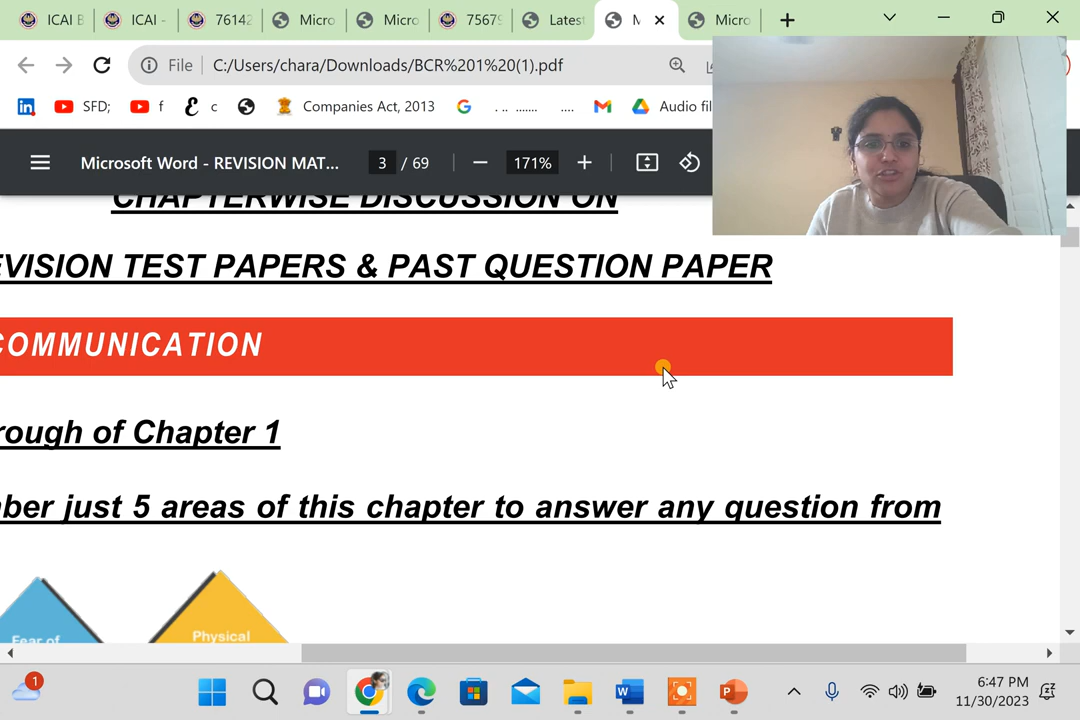 ICAI B
ICAI -
76142
Micro
Micro
7567
Latest
M
Micro
File
C:/Users/chara/Downloads/BCR%201%20(1).pdf
SFD;
f
c
Companies Act, 2013
. .. ....... ....
Audio fil
Microsoft Word - REVISION MAT...
3 / 69
171%
CHAPTERWISE DISCUSSION ON
EVISION TEST PAPERS & PAST QUESTION PAPER
COMMUNICATION
rough of Chapter 1
ber just 5 areas of this chapter to answer any question from
Fear of
Physical
1
6:47 PM
11/30/2023